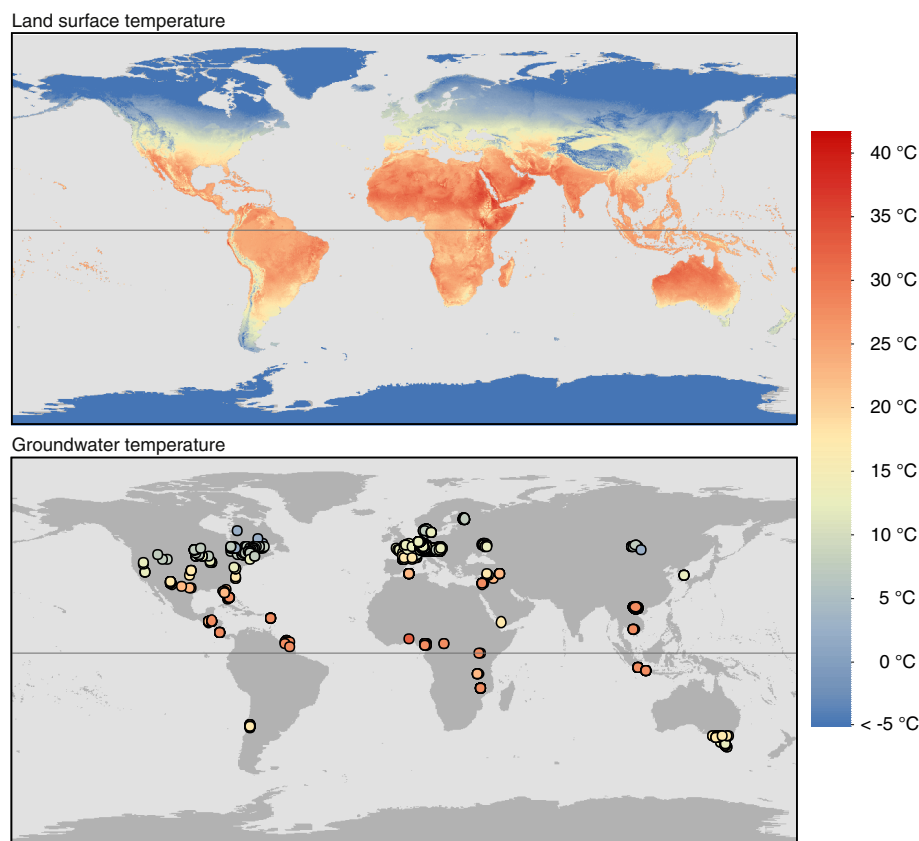 Land surface temperature
40 °C
35 °C
30 °C
25 °C
20 °C
15 °C
10 °C
5 °C
0 °C
< -5 °C
Groundwater temperature